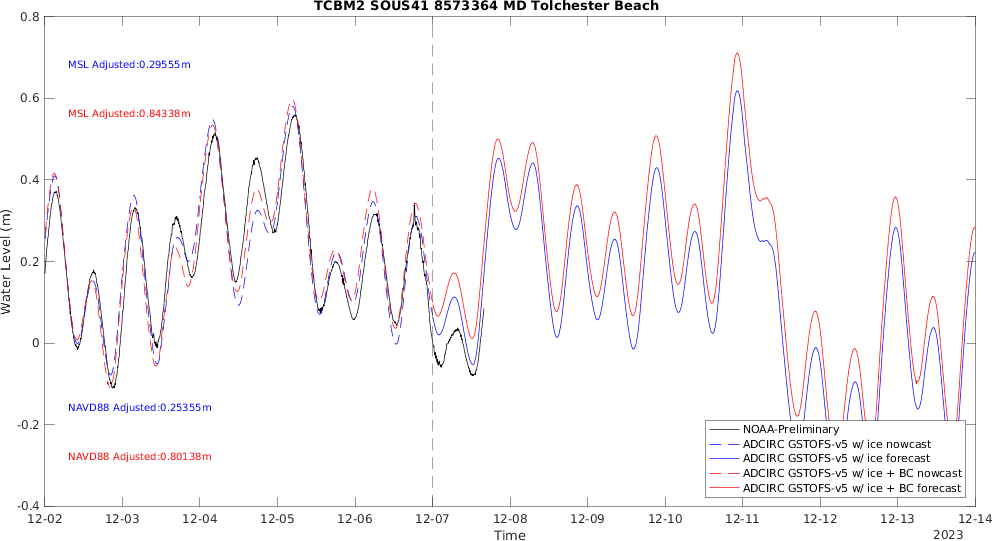 TCBM2 SOUS41 8573364 MD Tolchester Beach
0.8
0.6
0.4
0.2
0
-0.2
-0.4
Water Level (m)
MSL Adjusted:0.29555m
MSL Adjusted:0.84338m
NAVD88 Adjusted:0.25355m
NAVD88 Adjusted:0.80138m
NOAA-Preliminary
ADCIRC GSTOFS-v5 w/ ice nowcast
ADCIRC GSTOFS-v5 w/ ice forecast
ADCIRC GSTOFS-v5 w/ ice + BC nowcast
ADCIRC GSTOFS-v5 w/ ice + BC forecast
12-02 12-03 12-04 12-05 12-06 12-07 12-08 12-09 12-10 12-11 12-12 12-13 12-14
Time
2023